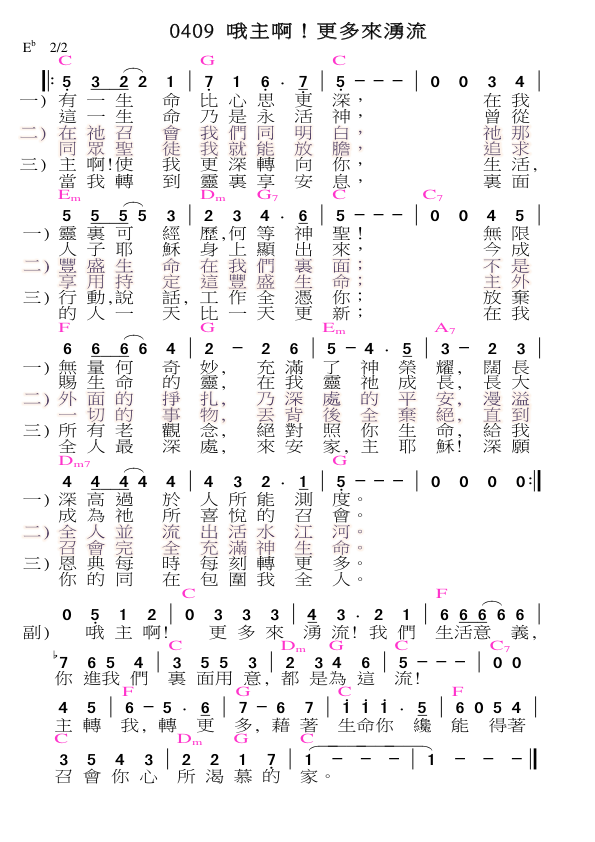 0409 哦主啊！更多來湧流
E♭ 2/2
C G C
‖: 5 3 2 2 1 | 7 1 6 . 7 | 5 – – – | 0 0 3 4 |
一) 有一生 命 比心思更深， 在我
這一生 命 乃是永活神， 曾從
二) 在祂召 會 我們同明白， 祂那
同眾聖 徒 我就能放膽， 追求
三) 主啊!使 我 更深轉向你， 生活,
當我轉 到 靈裏享安息， 裏面
Em Dm G7 C C7
5 5 5 5 3 | 2 3 4 . 6 | 5 – – – | 0 0 4 5 |
一) 靈裏可 經 歷,何等神聖! 無限
人子耶 穌 身上顯出來， 今成
二) 豐盛生 命 在我們裏面； 不是
享用持 定 這豐盛生命； 主外
三) 行動,說 話, 工作全憑你； 放棄
的人一 天 比一天更新； 在我
F G Em A7
6 6 6 6 4 | 2 – 2 6 | 5 – 4 . 5 | 3 – 2 3 |
一) 無量何 奇 妙, 充滿了神榮耀, 闊長
賜生命 的 靈, 在我靈祂成長, 長大
二) 外面的 掙 扎, 乃深處的平安, 漫溢
一切的 事 物, 丟背後全棄絕, 直到
三) 所有老 觀 念, 絕對照你生命, 給我
全人最 深 處, 來安家, 主耶穌! 深願
Dm7 G
4 4 4 4 4 | 4 3 2 . 1 | 5 – – – | 0 0 0 0 :‖
一) 深高過 於 人所能測度。
成為祂 所 喜悅的召會。
二) 全人並 流 出活水江河。
召會完 全 充滿神生命。
三) 恩典每 時 每刻轉更多。
你的同 在 包圍我全人。
C F
0 5 1 2 | 0 3 3 3 | 4 3 . 2 1 | 6 6 6 6 6 |
副) 哦主啊! 更多來 湧流! 我們 生活意 義,
C Dm G C C7
♭7 6 5 4 | 3 5 5 3 | 2 3 4 6 | 5 – – – | 0 0
你進我們 裏面用意, 都是為這 流!
F G C F
4 5 | 6 – 5 . 6 | 7 – 6 7 | 1 1 1 . 5 | 6 0 5 4 |
主轉 我, 轉更 多, 藉著 生命你 纔 能 得著
C Dm G C
3 5 4 3 | 2 5 6 7 | 1 – – – | 1 – – – ‖
召會你心 所渴慕的 家。